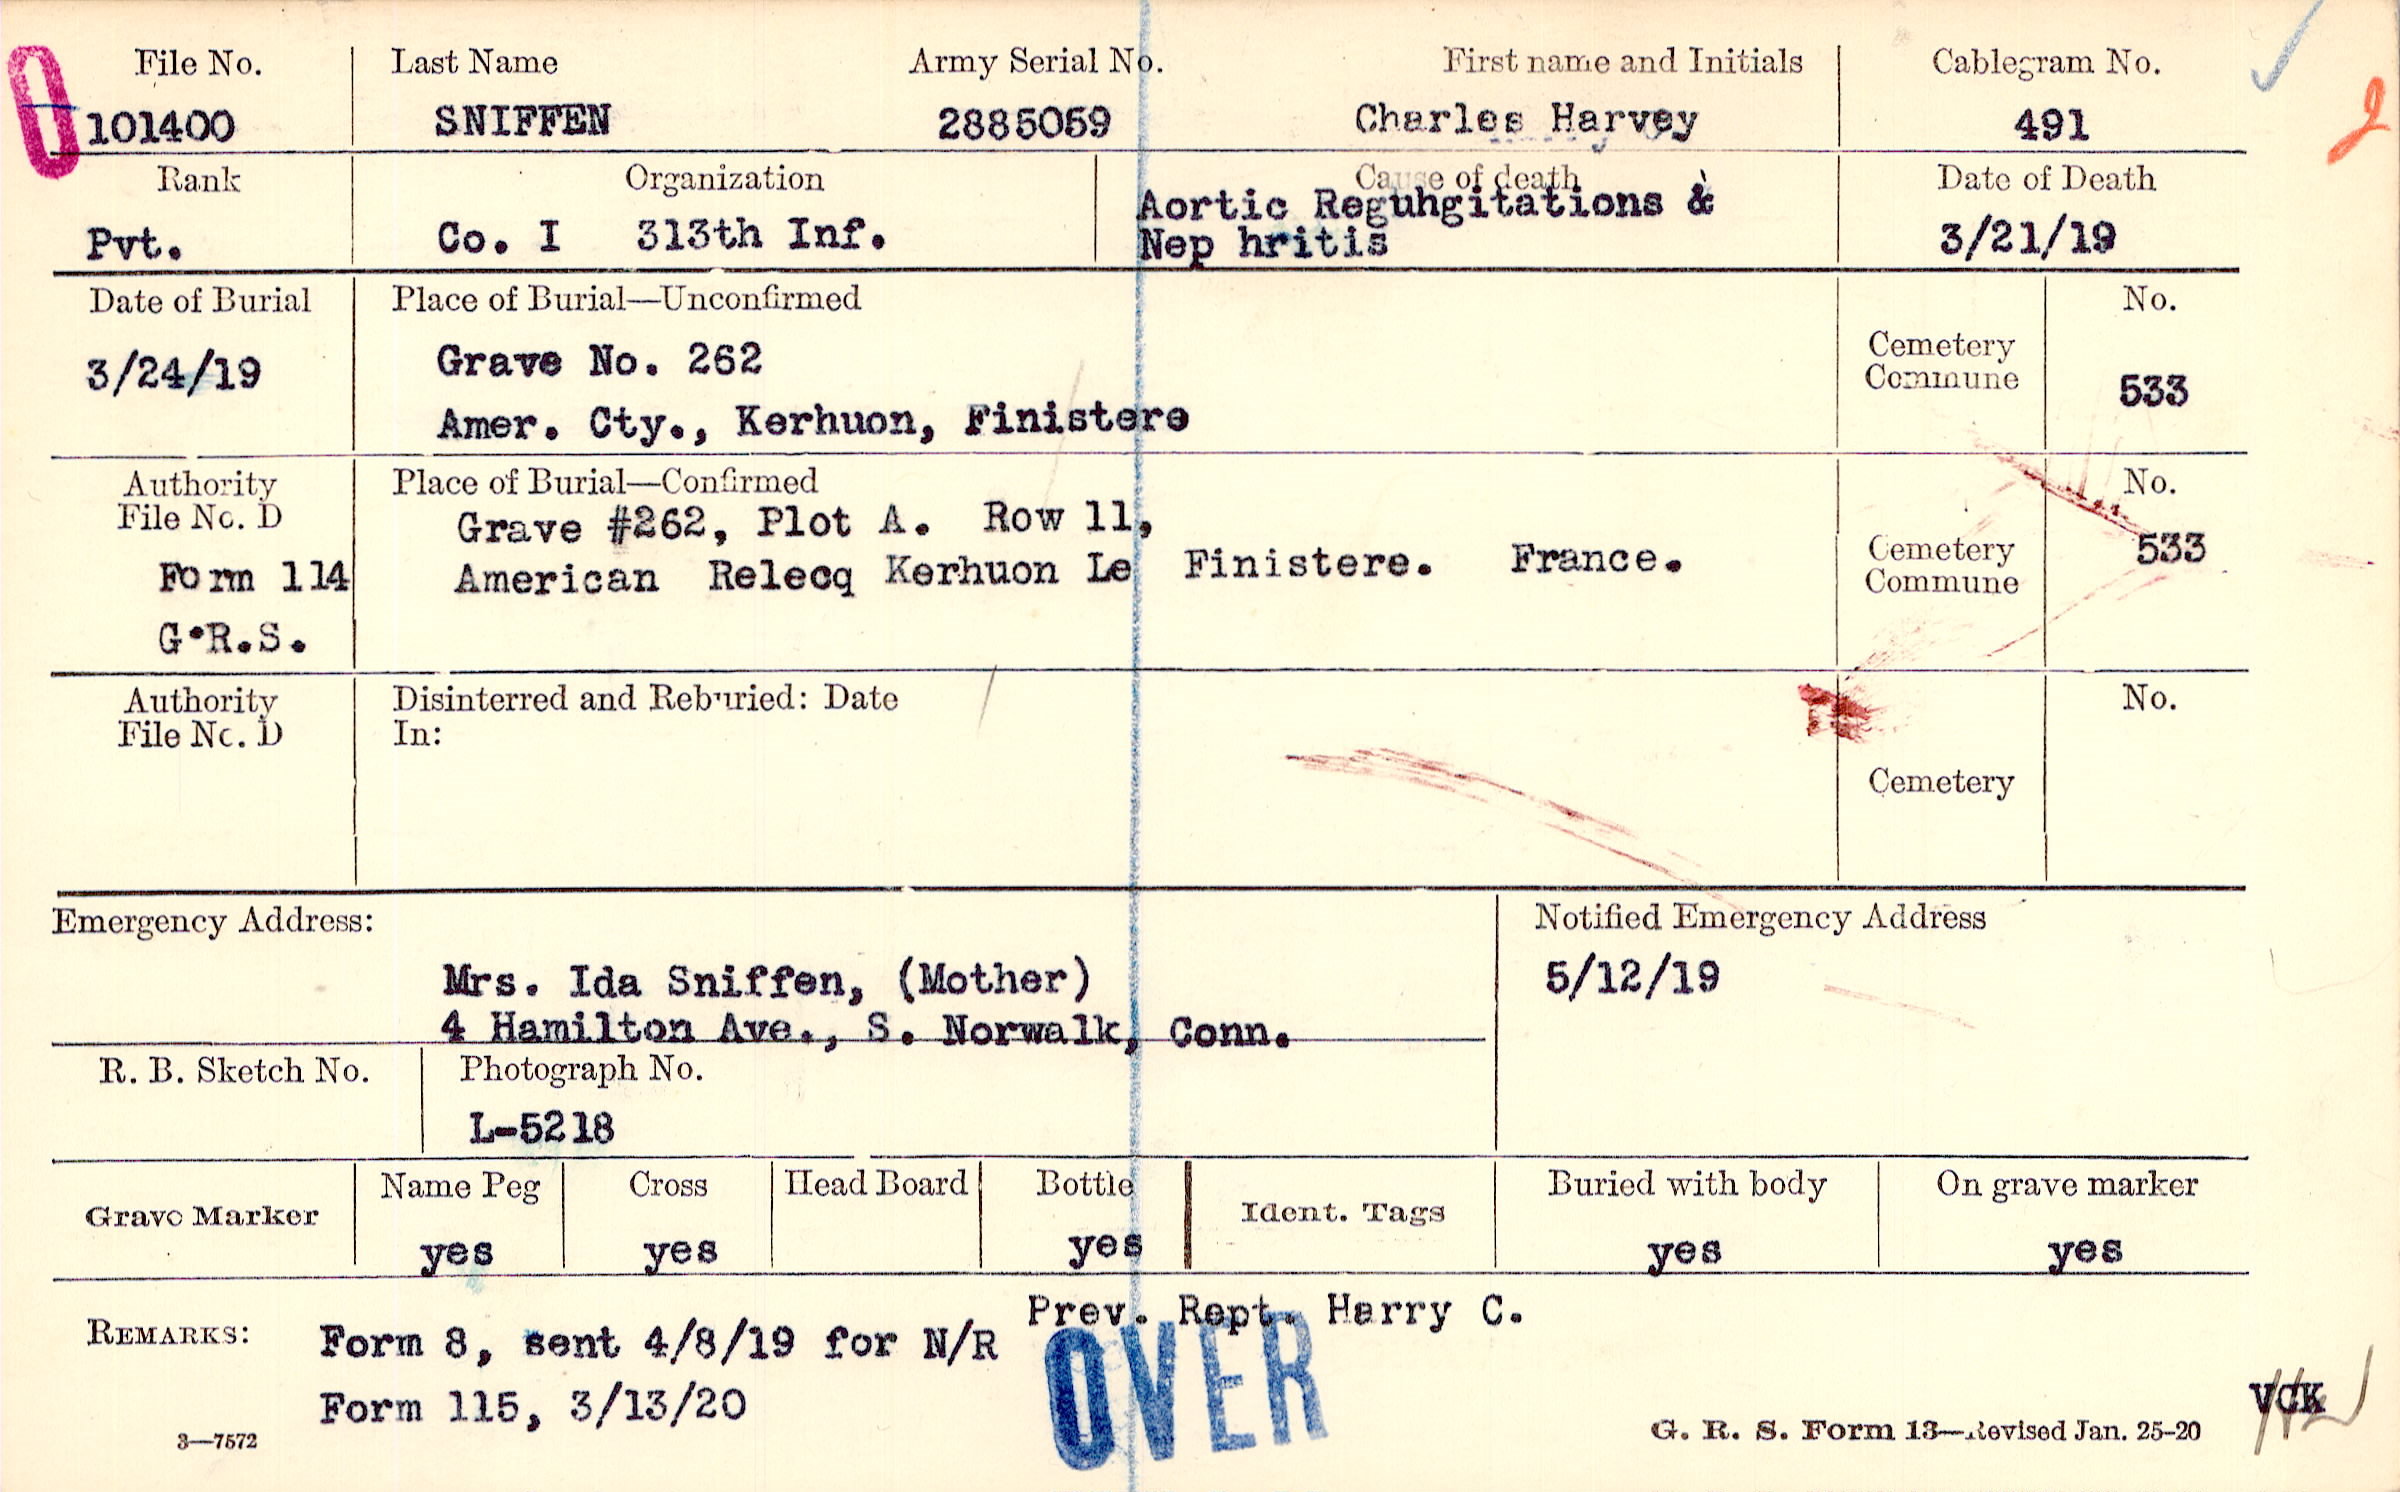 File No. Last Name Army Serial No. First name and Initials Cablegram No.
101400 SNIFFEN 2885059 Charles Harvey 491
2
Rank Organization Cause of death Date of Death
Pvt. Co. I 313th Inf. Aortic Reguhgitations & 3/21/19
Nep hritis
Date of Burial Place of Burial—Unconfirmed No.
3/24/19 Grave No. 262 Cemetery
Commune 533
Amer. Cty., Kerhuon, Finistere
Authority Place of Burial—Confirmed No.
File No. D Grave #262, Plot A. Row 11,
Form 114 American Relecq Kerhuon Le Finistere. France. Cemetery 533
Commune
G.R.S.
Authority Disinterred and Reburied: Date No.
File No. D In:
Cemetery
Emergency Address: Notified Emergency Address
Mrs. Ida Sniffen, (Mother) 5/12/19
4 Hamilton Ave., S. Norwalk, Conn.
R. B. Sketch No. Photograph No.
L-5218
Grave Marker Name Peg Cross Head Board Bottle Ident. Tags Buried with body On grave marker
yes yes yes yes yes
Prev. Rept. Harry C.
REMARKS: Form 8, sent 4/8/19 for N/R
OVER
Form 115, 3/13/20
VCK
3—7572 G. R. S. Form 13—Revised Jan. 25-20